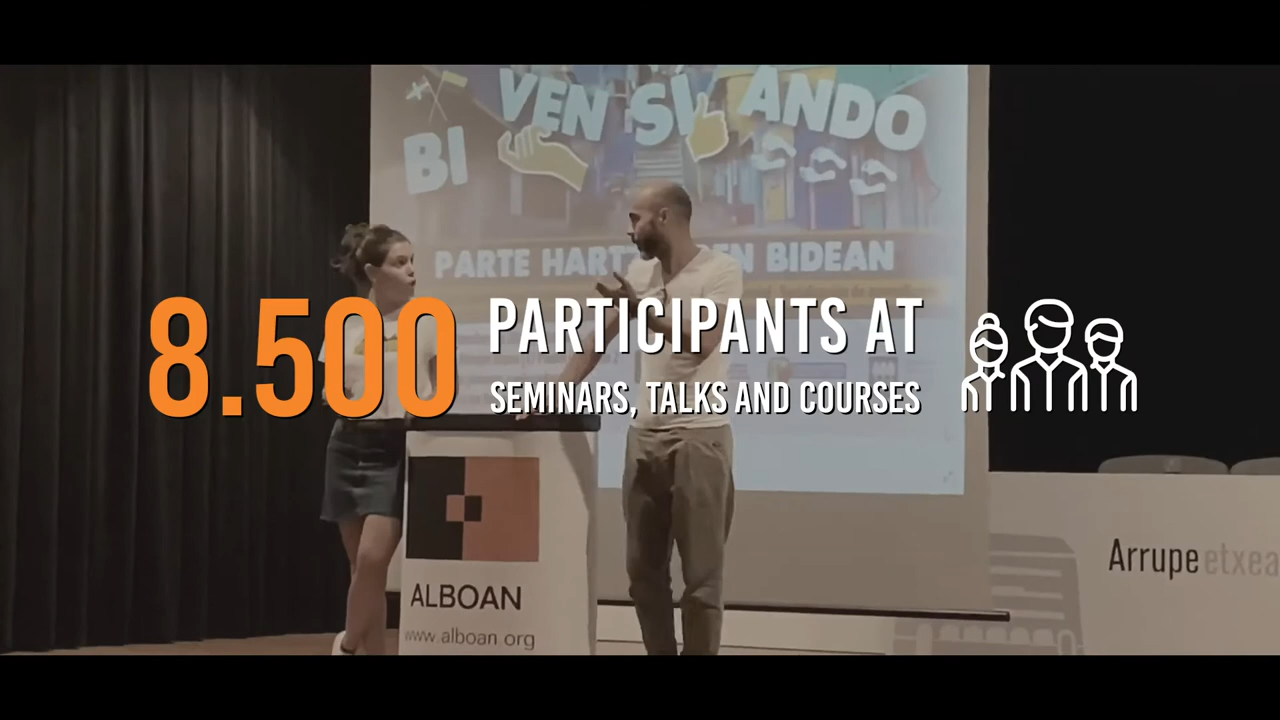 VEN SI ANDO
BI
PARTE HART EN BIDEAN
8.500 PARTICIPANTS AT
SEMINARS, TALKS AND COURSES
ALBOAN
www.alboan.org
Arrupe etxea